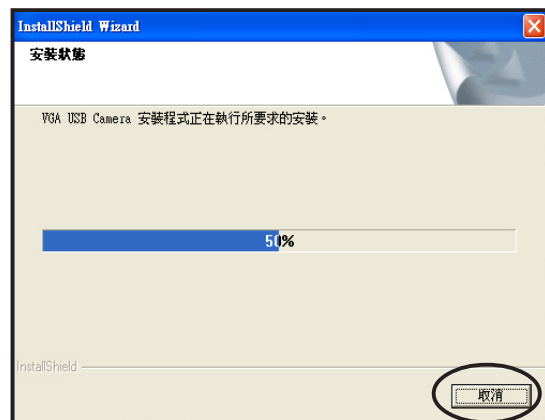 InstallShield Wizard
安裝狀態
VGA USB Camera 安裝程式正在執行所要求的安裝。
50%
InstallShield
取消